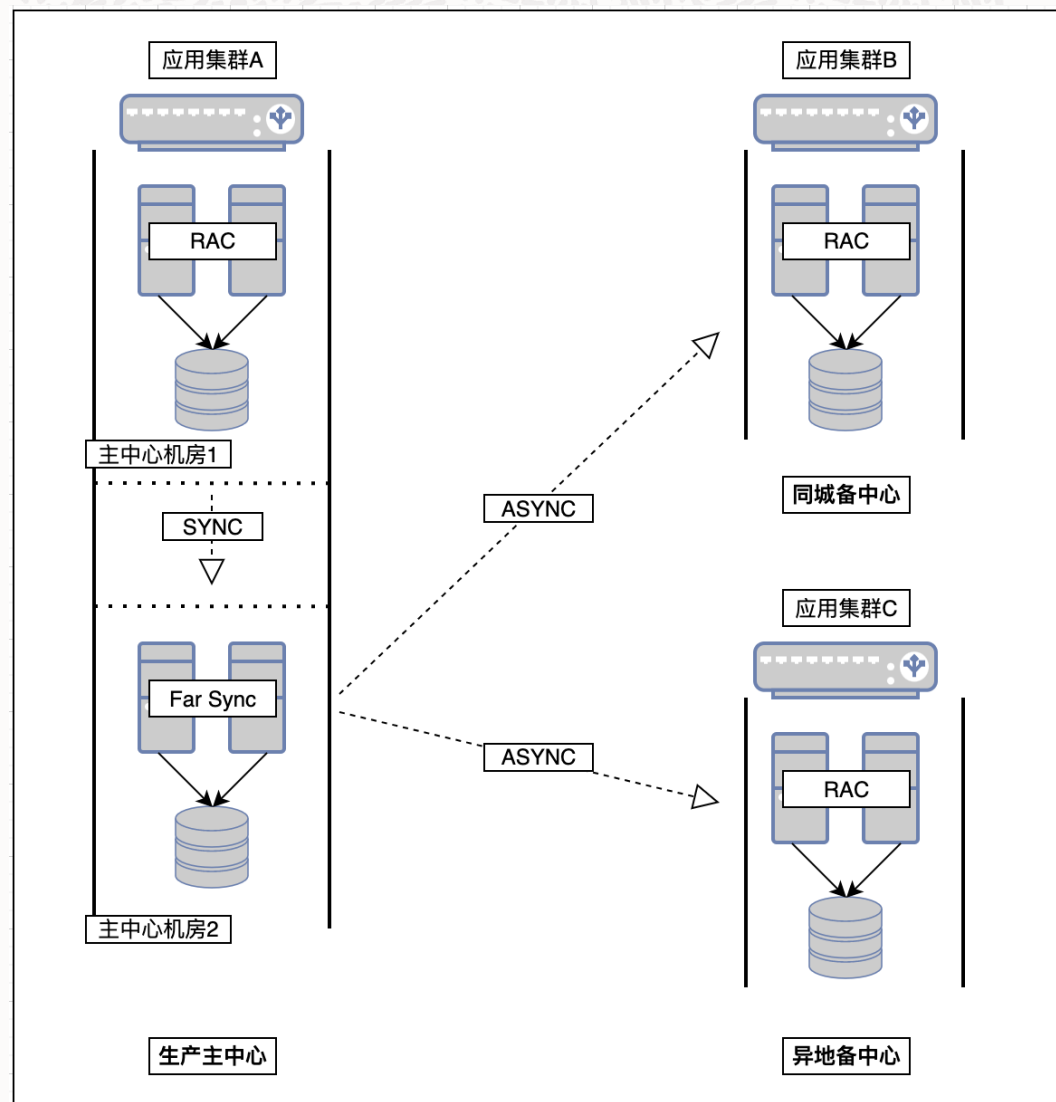 应用集群A
应用集群B
RAC
RAC
主中心机房1
同城备中心
ASYNC
SYNC
应用集群C
Far Sync
ASYNC
RAC
主中心机房2
生产主中心
异地备中心